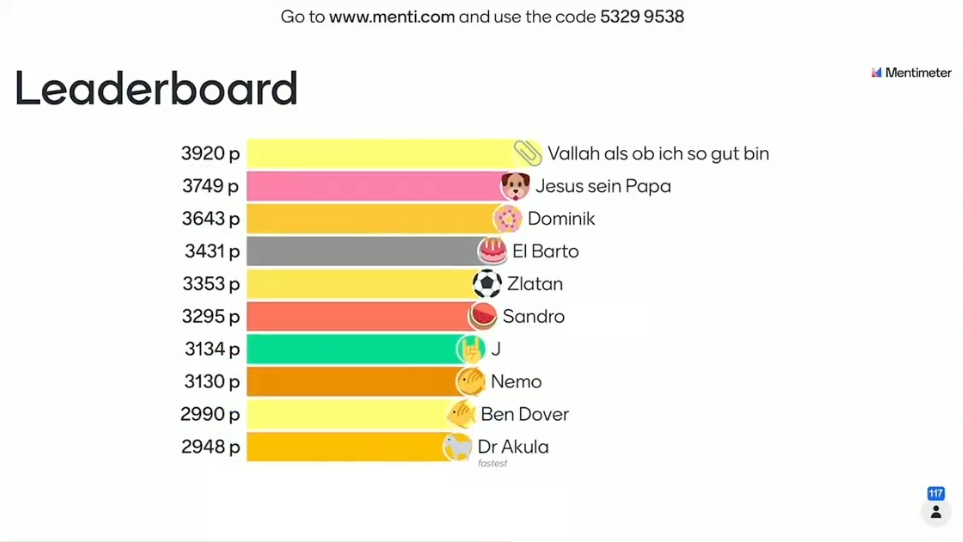 Go to www.menti.com and use the code 5329 9538
Mentimeter
Leaderboard
3920 p Vallah als ob ich so gut bin
3749 p Jesus sein Papa
3643 p Dominik
3431 p El Barto
3353 p Zlatan
3295 p Sandro
3134 p J
3130 p Nemo
2990 p Ben Dover
2948 p Dr Akula
fastest
117